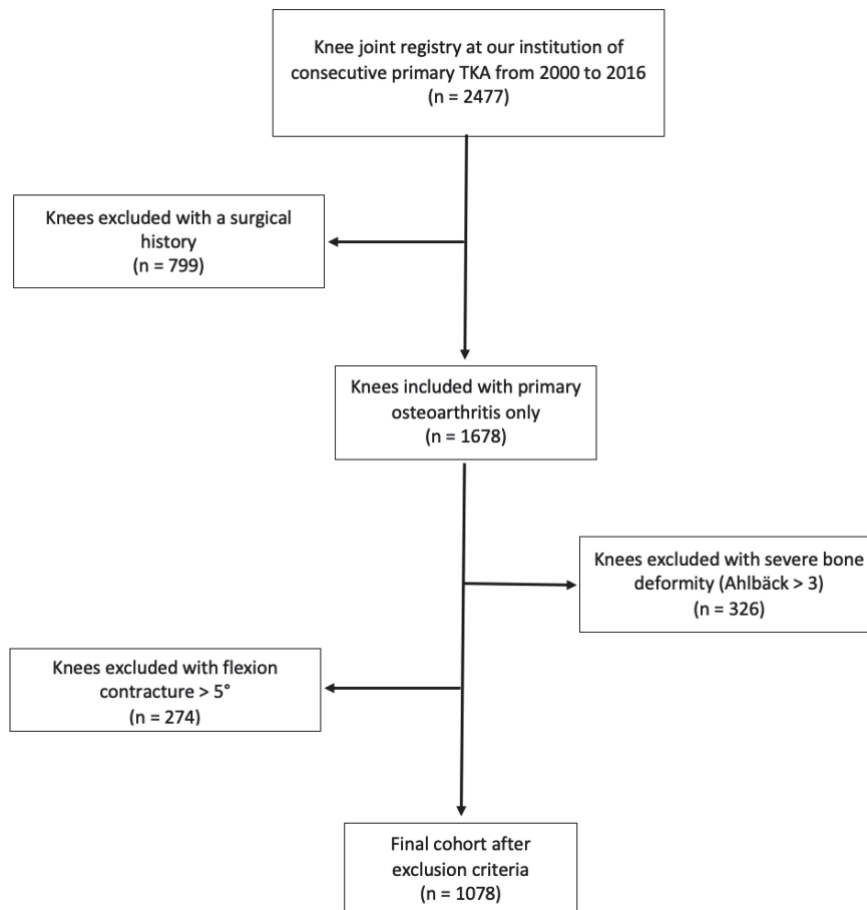 Knee joint registry at our institution of
consecutive primary TKA from 2000 to 2016
(n = 2477)
Knees excluded with a surgical
history
(n = 799)
Knees included with primary
osteoarthritis only
(n = 1678)
Knees excluded with severe bone
deformity (Ahlbäck > 3)
(n = 326)
Knees excluded with flexion
contracture > 5°
(n = 274)
Final cohort after
exclusion criteria
(n = 1078)